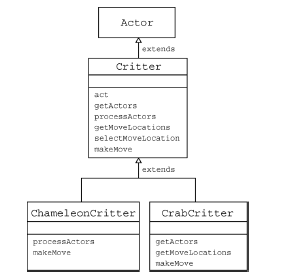 Actor
extends
Critter
act
getActors
processActors
getMoveLocations
selectMoveLocation
makeMove
extends
ChameleonCritter
processActors
makeMove
CrabCritter
getActors
getMoveLocations
makeMove